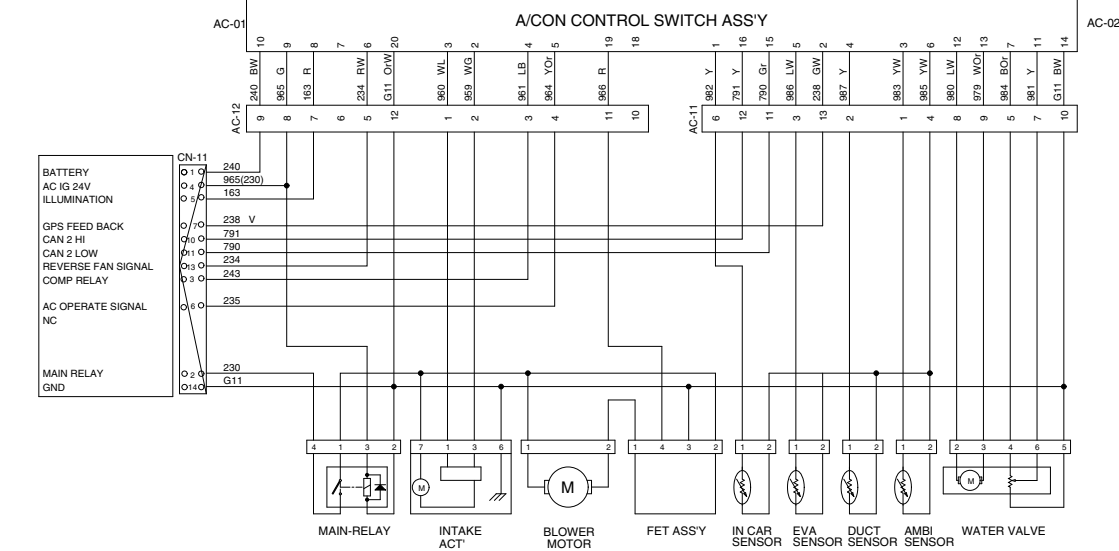 A/CON CONTROL SWITCH ASS'Y
AC-01
AC-02
10 9 8 7 6 20 3 2 4 5 19 18 1 16 15 5 2 4 3 6 12 13 7 11 14
BW G R RW OrW WL WG LB YOr R Y Y Gr LW GW Y YW YW LW WOr BOr Y BW
240 965 163 234 G11 960 959 961 964 966 982 791 790 986 238 987 983 985 980 979 984 981 G11
AC-12
9 8 7 6 5 12 1 2 3 4 11 10
AC-11
6 12 11 3 13 2 1 4 8 9 5 7 10
CN-11
BATTERY 1 240
AC IG 24V 4 965(230)
ILLUMINATION 5 163
GPS FEED BACK 7 238 V
CAN 2 HI 10 791
CAN 2 LOW 11 790
REVERSE FAN SIGNAL 13 234
COMP RELAY 3 243
AC OPERATE SIGNAL 6 235
NC
MAIN RELAY 2 230
GND 14 G11
4 1 3 2 7 1 3 6 1 2 1 4 3 2 1 2 1 2 1 2 1 2 2 3 4 6 5
M M M
MAIN-RELAY
INTAKE
ACT'
BLOWER
MOTOR
FET ASS'Y
IN CAR
SENSOR
EVA
SENSOR
DUCT
SENSOR
AMBI
SENSOR
WATER VALVE